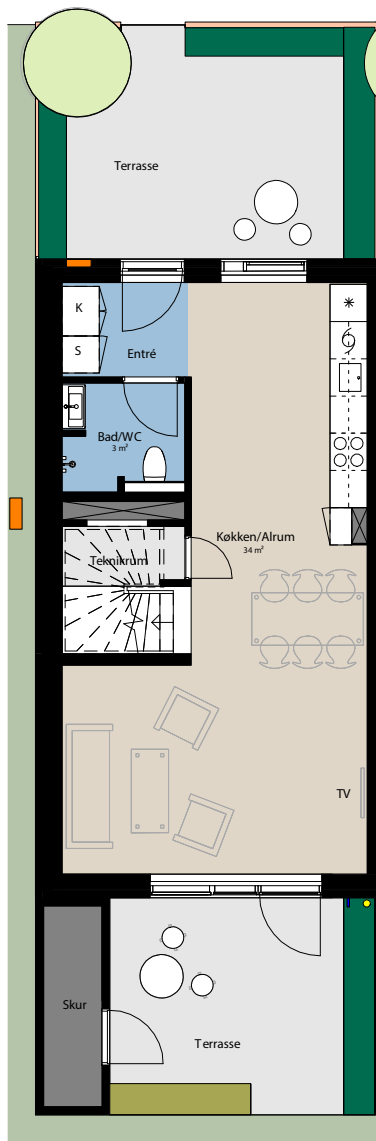 Terrasse
K
S
Entré
Bad/WC
3 m²
Køkken/Alrum
34 m²
Teknikrum
TV
Skur
Terrasse